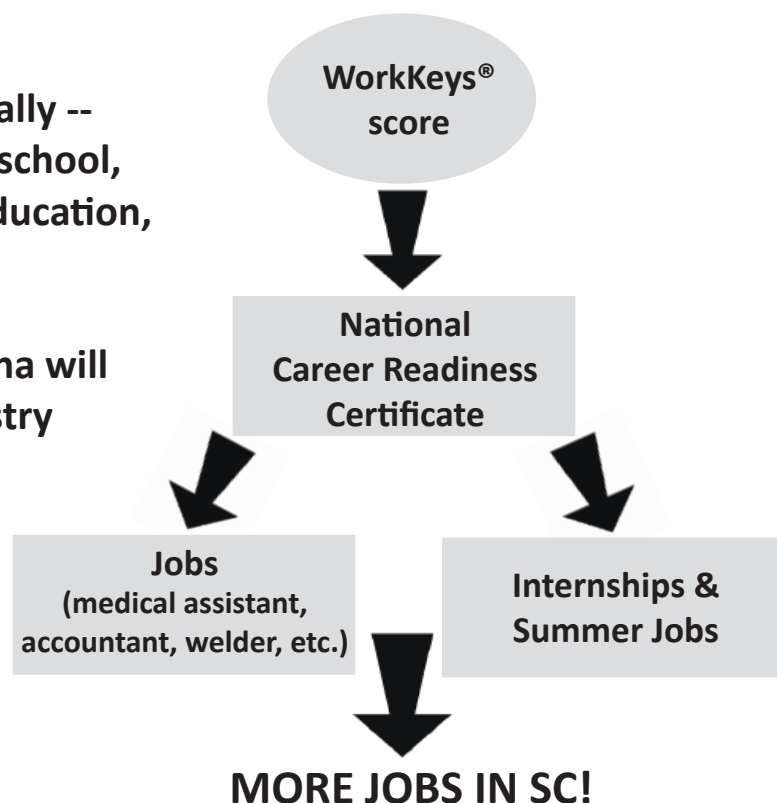 ally --
school,
ducation,
na will
stry
WorkKeys®
score
National
Career Readiness
Certificate
Jobs
(medical assistant,
accountant, welder, etc.)
Internships &
Summer Jobs
MORE JOBS IN SC!